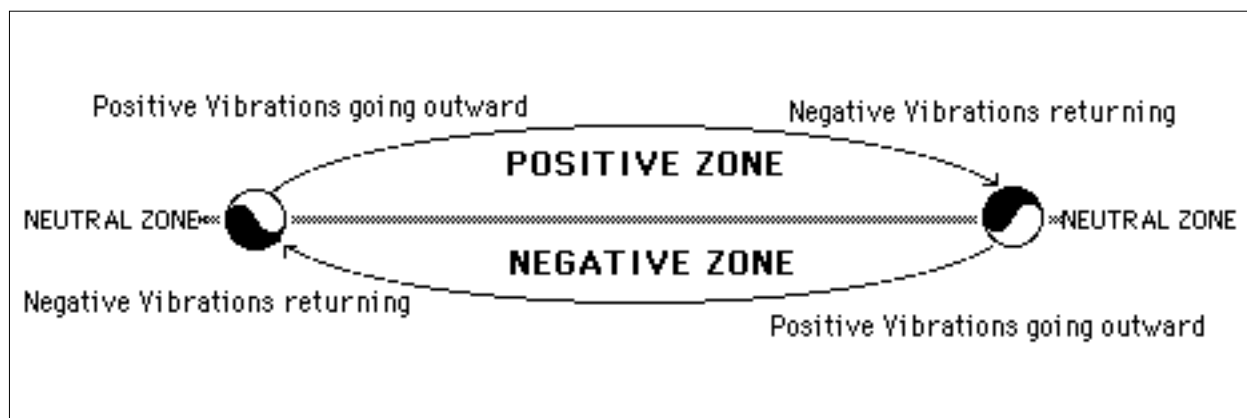 Positive Vibrations going outward
Negative Vibrations returning
POSITIVE ZONE
NEUTRAL ZONE
NEUTRAL ZONE
NEGATIVE ZONE
Negative Vibrations returning
Positive Vibrations going outward